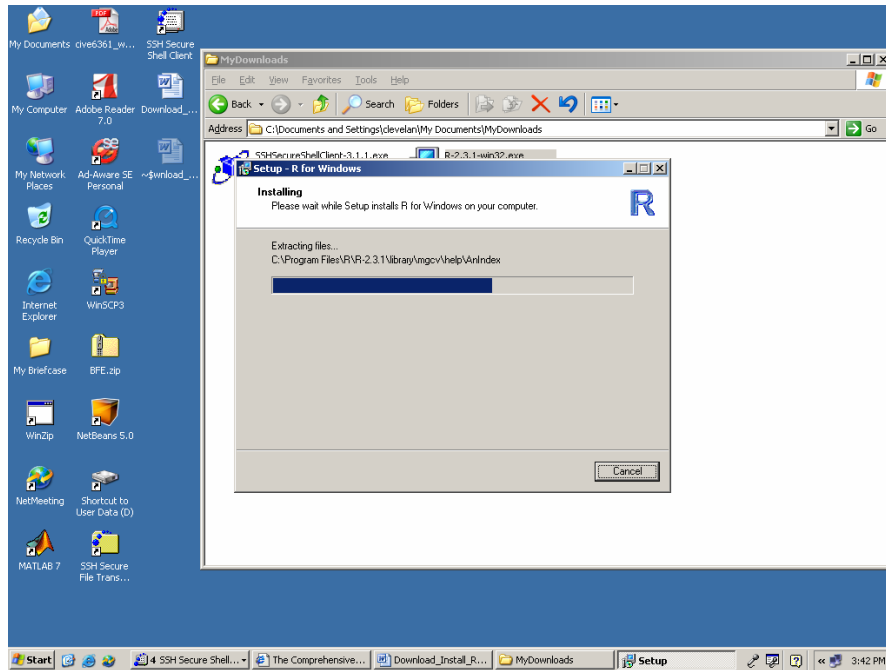 My Documents
cive6361_w...
SSH Secure
Shell Client
My Computer
Adobe Reader
7.0
Download_...
My Network
Places
Ad-Aware SE
Personal
~$wnload_...
Recycle Bin
QuickTime
Player
Internet
Explorer
WinSCP3
My Briefcase
BFE.zip
WinZip
NetBeans 5.0
NetMeeting
Shortcut to
User Data (D)
MATLAB 7
SSH Secure
File Trans...
MyDownloads
File Edit View Favorites Tools Help
Back Search Folders
Address C:\Documents and Settings\clevelan\My Documents\MyDownloads Go
SSHSecureShellClient-3.1.1.exe R-2.3.1-win32.exe
Setup - R for Windows
Installing
Please wait while Setup installs R for Windows on your computer.
R
Extracting files...
C:\Program Files\R\R-2.3.1\library\mgcv\help\AnIndex
Cancel
Start 4 SSH Secure Shell... The Comprehensive... Download_Install_R... MyDownloads Setup 3:42 PM